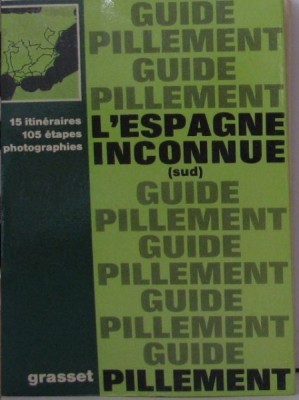 GUIDE
PILLEMENT
GUIDE
PILLEMENT
15 itinéraires
105 étapes
photographies
L'ESPAGNE
INCONNUE
(sud)
GUIDE
PILLEMENT
GUIDE
PILLEMENT
GUIDE
PILLEMENT
GUIDE
PILLEMENT
grasset